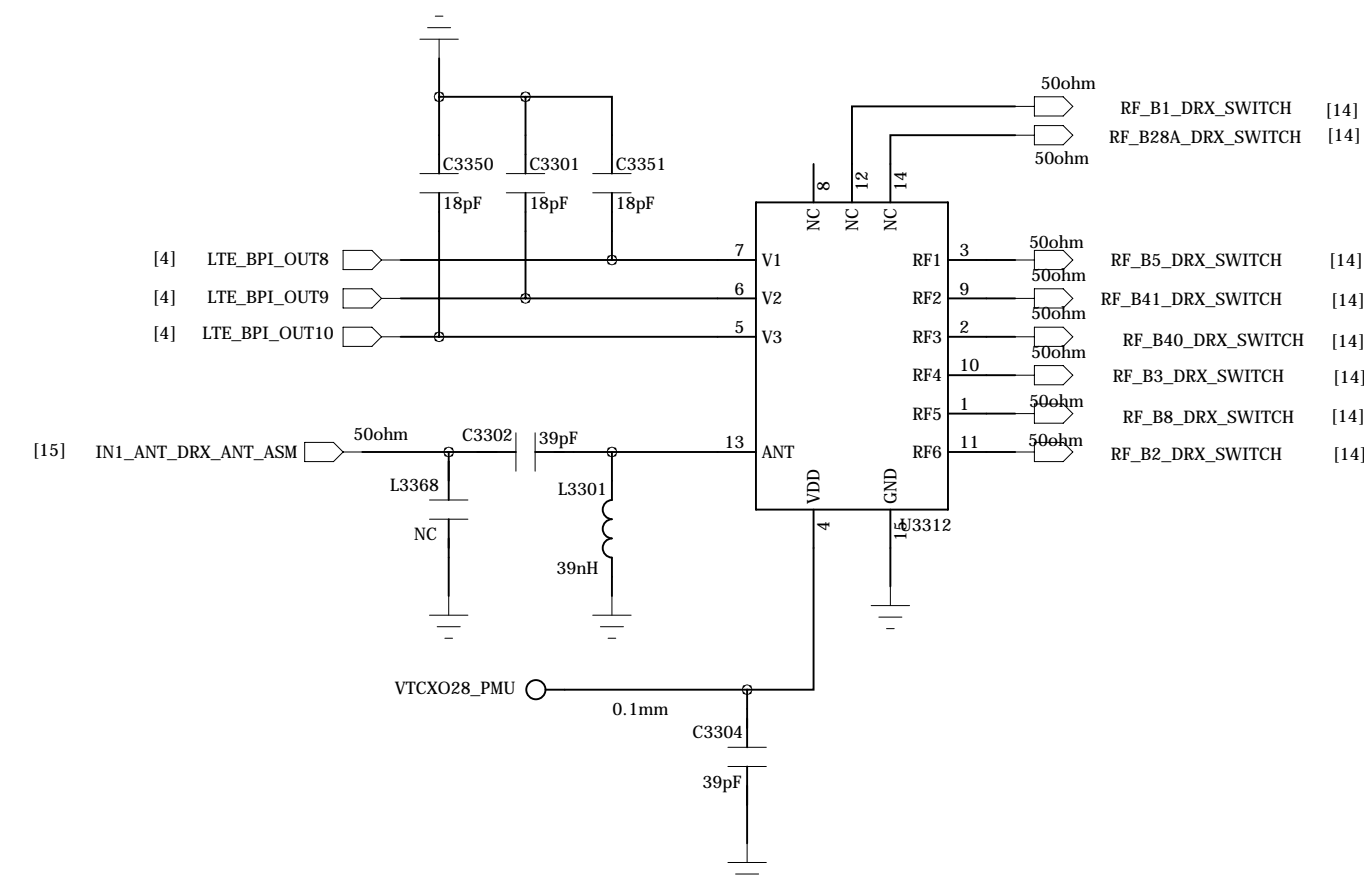 50ohm
RF_B1_DRX_SWITCH [14]
RF_B28A_DRX_SWITCH [14]
50ohm
C3350 C3301 C3351
18pF 18pF 18pF
8 12 14
NC NC NC
[4] LTE_BPI_OUT8 7 V1
[4] LTE_BPI_OUT9 6 V2
[4] LTE_BPI_OUT10 5 V3
50ohm
RF1 3 RF_B5_DRX_SWITCH [14]
50ohm
RF2 9 RF_B41_DRX_SWITCH [14]
50ohm
RF3 2 RF_B40_DRX_SWITCH [14]
50ohm
RF4 10 RF_B3_DRX_SWITCH [14]
50ohm
RF5 1 RF_B8_DRX_SWITCH [14]
50ohm
RF6 11 RF_B2_DRX_SWITCH [14]
[15] IN1_ANT_DRX_ANT_ASM 50ohm C3302 39pF 13 ANT
L3368
NC
L3301
39nH
VDD GND
4 15 U3312
VTCXO28_PMU
0.1mm
C3304
39pF